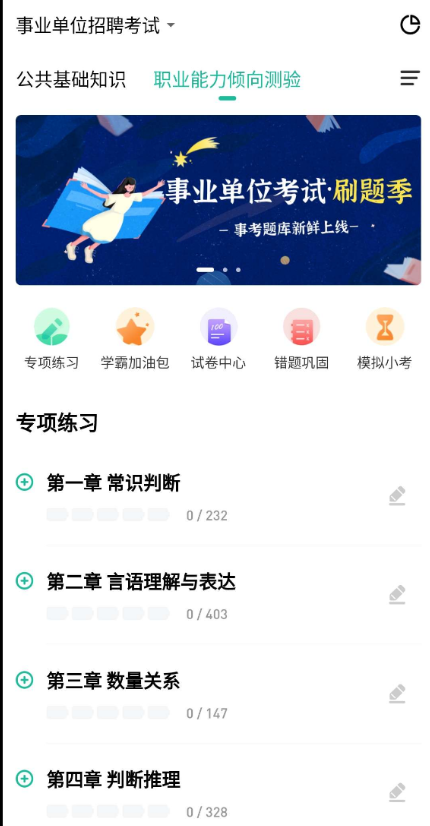 事业单位招聘考试
公共基础知识 职业能力倾向测验
事业单位考试·刷题季
- 事考题库新鲜上线-
100
专项练习 学霸加油包 试卷中心 错题巩固 模拟小考
专项练习
第一章 常识判断
0 / 232
第二章 言语理解与表达
0 / 403
第三章 数量关系
0 / 147
第四章 判断推理
0 / 328